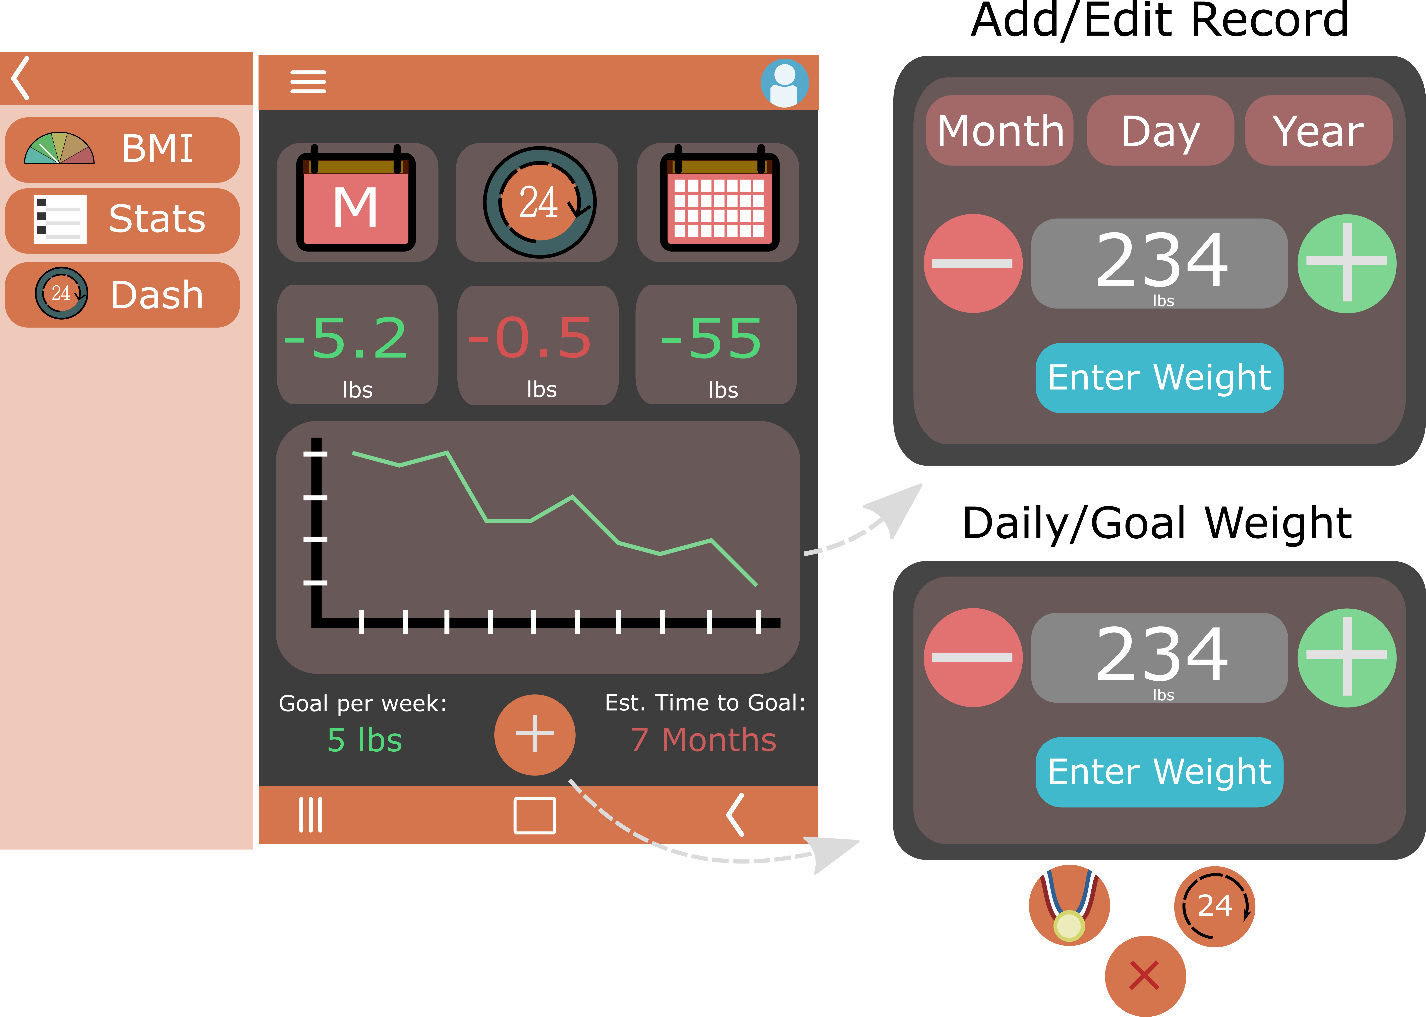 Add/Edit Record
BMI
Stats
24 Dash
M 24
-5.2 -0.5 -55
lbs lbs lbs
Goal per week: Est. Time to Goal:
5 lbs 7 Months
Month Day Year
234
lbs
Enter Weight
Daily/Goal Weight
234
lbs
Enter Weight
24